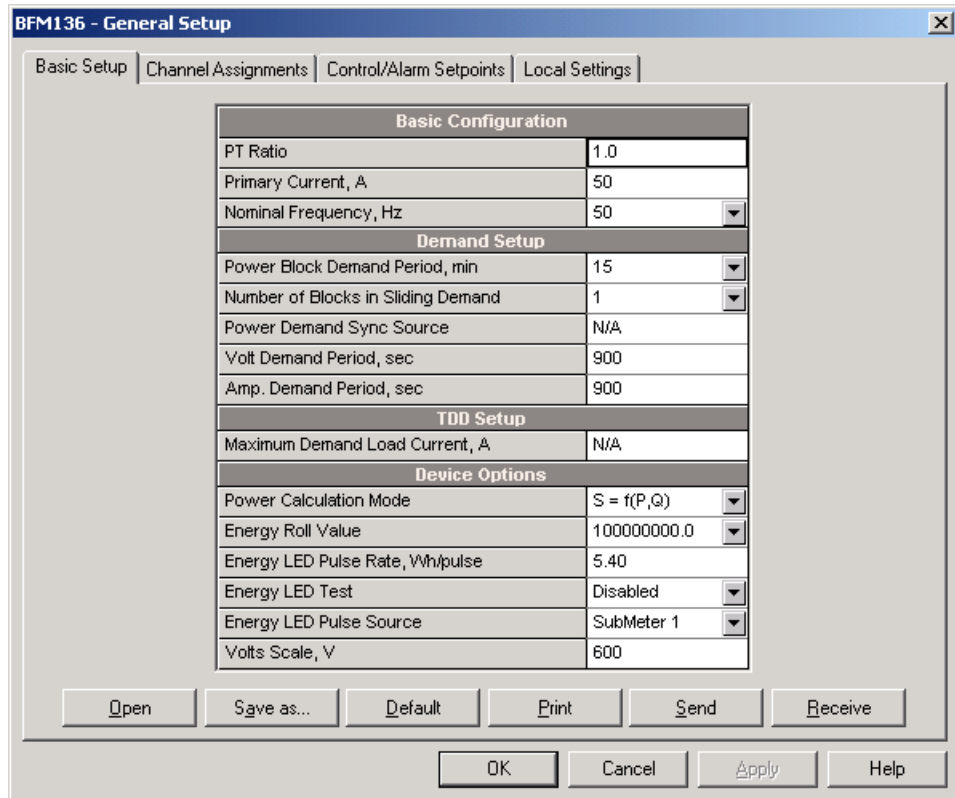 BFM136 - General Setup
Basic Setup Channel Assignments Control/Alarm Setpoints Local Settings
Basic Configuration
PT Ratio 1.0
Primary Current, A 50
Nominal Frequency, Hz 50
Demand Setup
Power Block Demand Period, min 15
Number of Blocks in Sliding Demand 1
Power Demand Sync Source N/A
Volt Demand Period, sec 900
Amp. Demand Period, sec 900
TDD Setup
Maximum Demand Load Current, A N/A
Device Options
Power Calculation Mode S = f(P,Q)
Energy Roll Value 100000000.0
Energy LED Pulse Rate, Wh/pulse 5.40
Energy LED Test Disabled
Energy LED Pulse Source SubMeter 1
Volts Scale, V 600
Open Save as... Default Print Send Receive
OK Cancel Apply Help